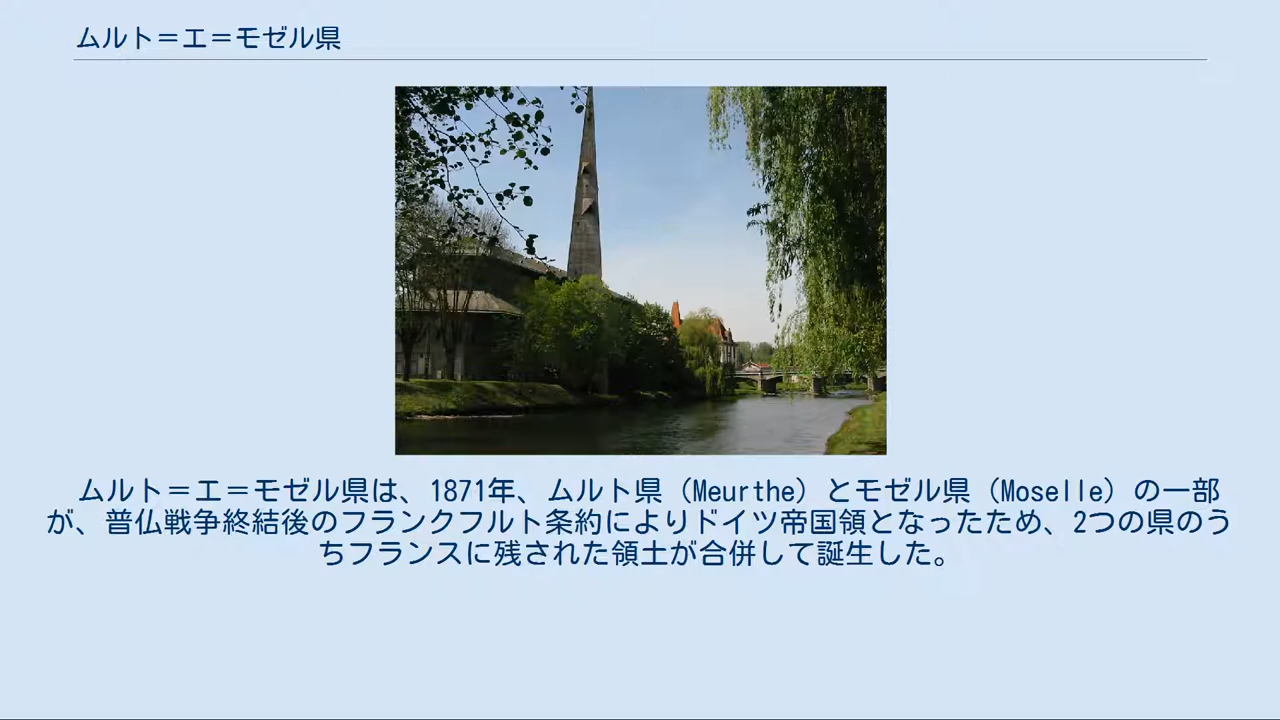 ムルト＝エ＝モゼル県
ムルト＝エ＝モゼル県は、1871年、ムルト県（Meurthe）とモゼル県（Moselle）の一部
が、普仏戦争終結後のフランクフルト条約によりドイツ帝国領となったため、2つの県のう
ちフランスに残された領土が合併して誕生した。